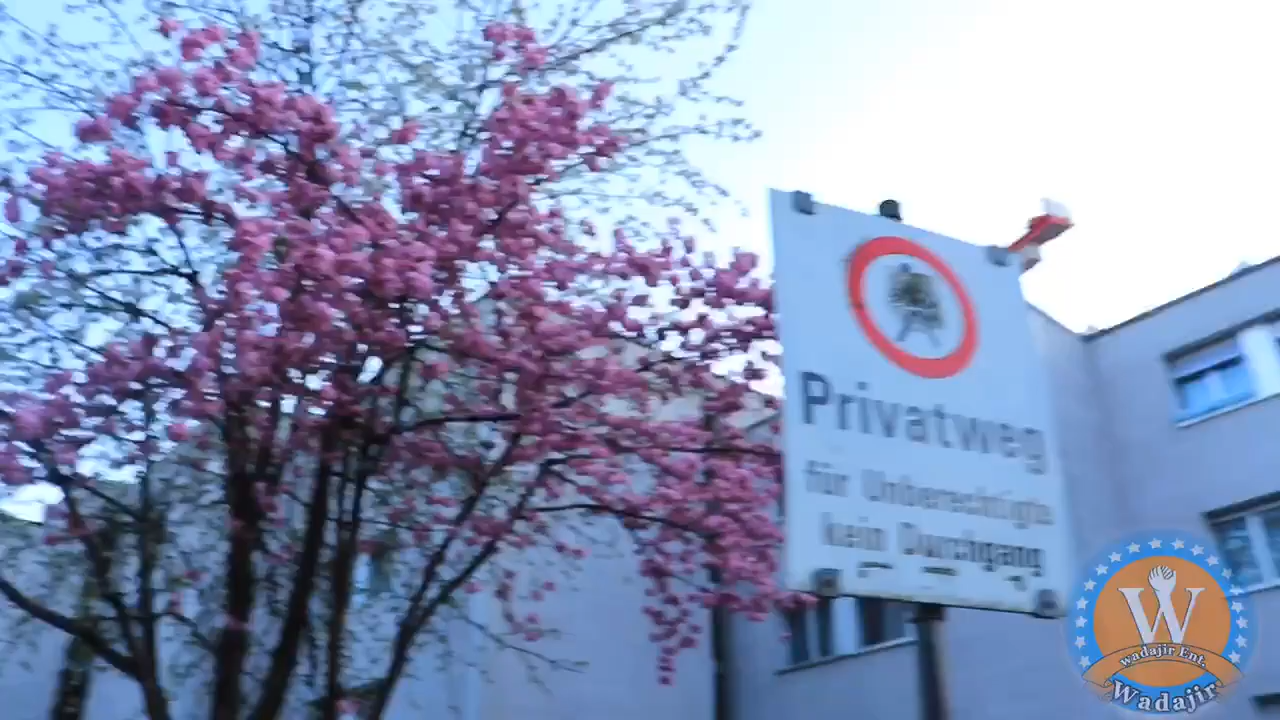 Privatweg
für Unberechtigte
kein Durchgang
W
Wadajir Ent.
Wadajir